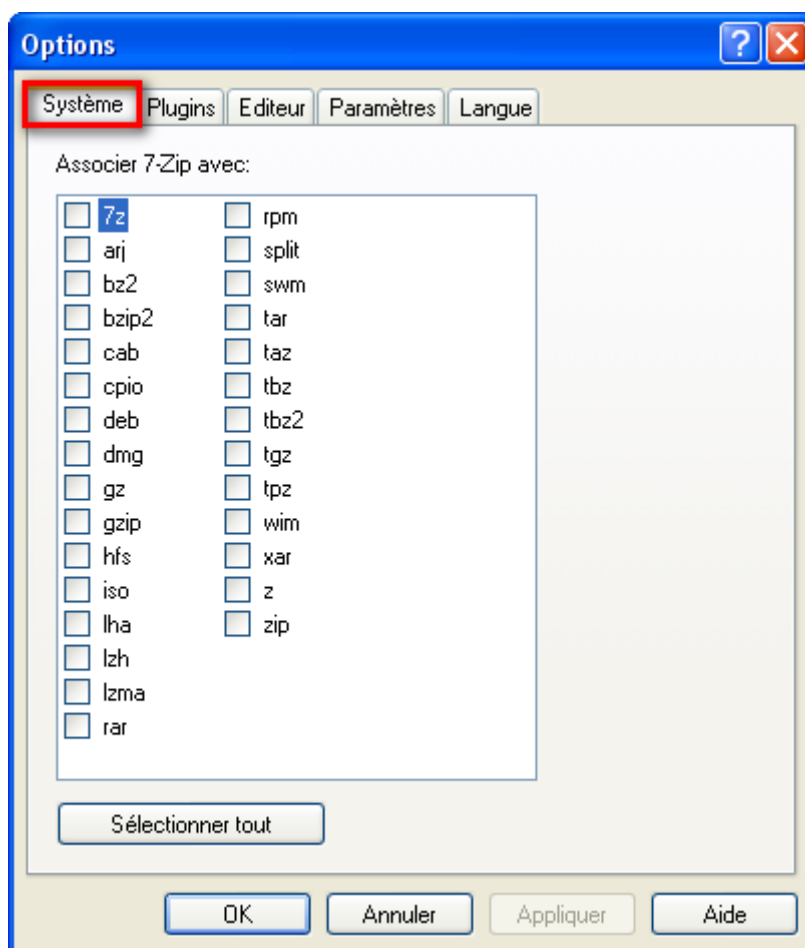 Options
Système Plugins Editeur Paramètres Langue
Associer 7-Zip avec:
7z
arj
bz2
bzip2
cab
cpio
deb
dmg
gz
gzip
hfs
iso
lha
lzh
lzma
rar
rpm
split
swm
tar
taz
tbz
tbz2
tgz
tpz
wim
xar
z
zip
Sélectionner tout
OK Annuler Appliquer Aide